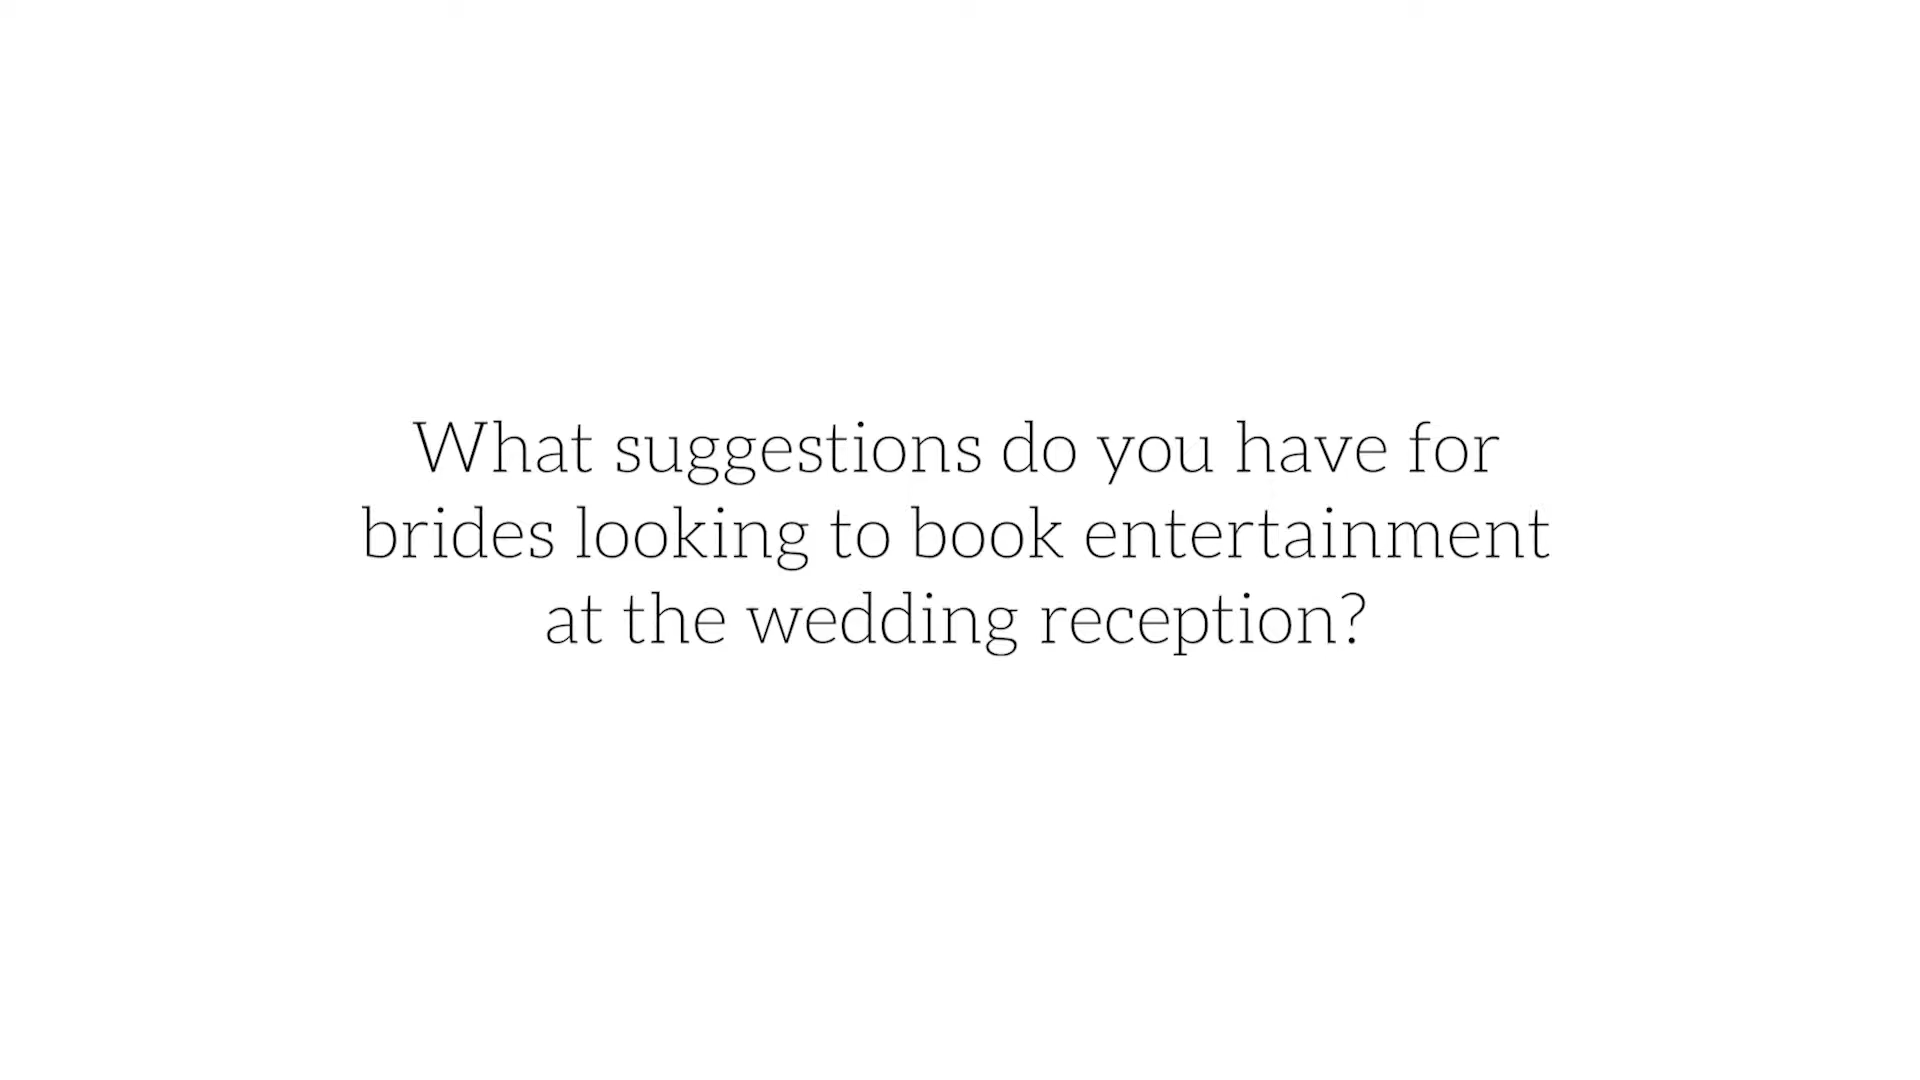 What suggestions do you have for
brides looking to book entertainment
at the wedding reception?